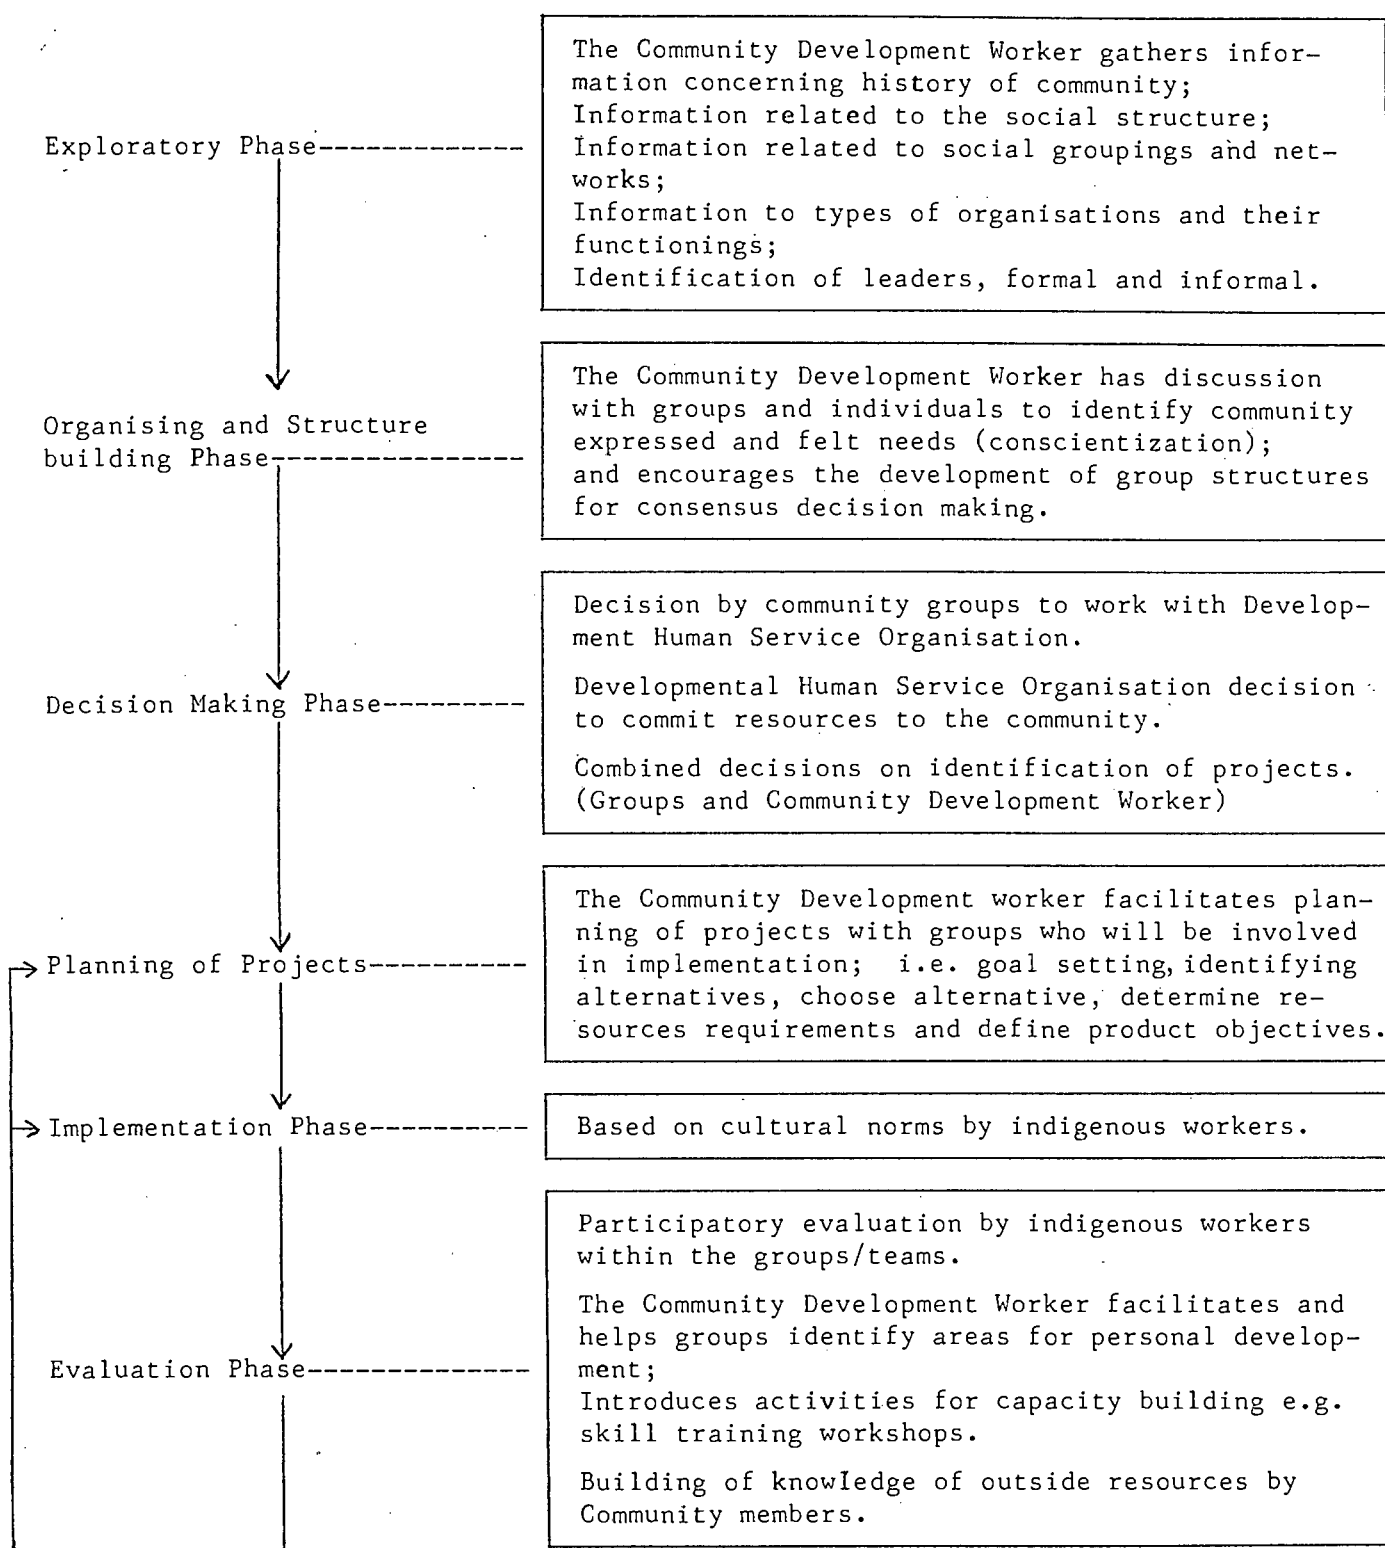 Exploratory Phase-------------
The Community Development Worker gathers infor-
mation concerning history of community;
Information related to the social structure;
Information related to social groupings and net-
works;
Information to types of organisations and their
functionings;
Identification of leaders, formal and informal.
Organising and Structure
building Phase----------------
The Community Development Worker has discussion
with groups and individuals to identify community
expressed and felt needs (conscientization);
and encourages the development of group structures
for consensus decision making.
Decision Making Phase---------
Decision by community groups to work with Develop-
ment Human Service Organisation.
Developmental Human Service Organisation decision
to commit resources to the community.
Combined decisions on identification of projects.
(Groups and Community Development Worker)
Planning of Projects----------
The Community Development worker facilitates plan-
ning of projects with groups who will be involved
in implementation; i.e. goal setting, identifying
alternatives, choose alternative, determine re-
sources requirements and define product objectives.
Implementation Phase----------
Based on cultural norms by indigenous workers.
Evaluation Phase--------------
Participatory evaluation by indigenous workers
within the groups/teams.
The Community Development Worker facilitates and
helps groups identify areas for personal develop-
ment;
Introduces activities for capacity building e.g.
skill training workshops.
Building of knowledge of outside resources by
Community members.